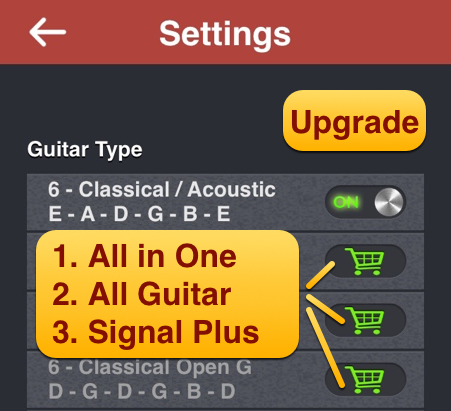 Settings
Upgrade
Guitar Type
6 - Classical / Acoustic
E - A - D - G - B - E
ON
1. All in One
2. All Guitar
3. Signal Plus
6 - Classical Open G
D - G - D - G - B - D